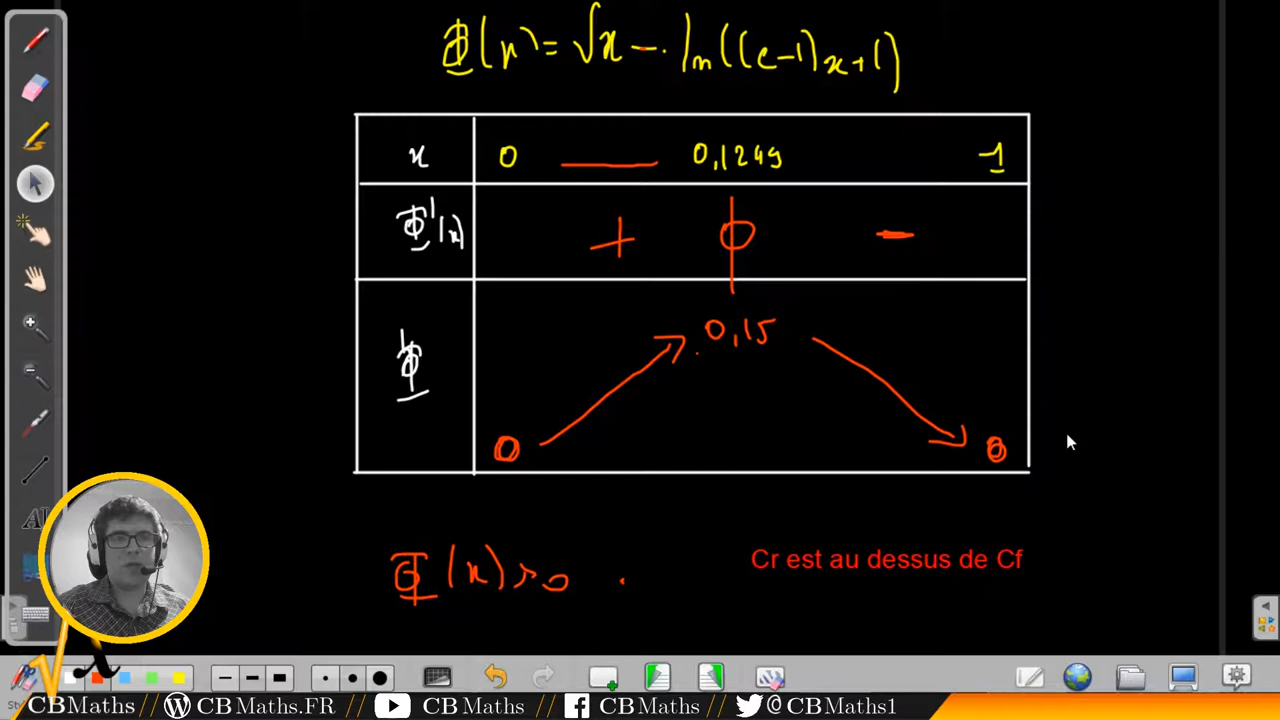 Φ(x) = √x - ln((e-1)x+1)
x 0 0,1249 1
Φ'(x) + 0 -
Φ 0 0,15 0
Φ(x) ≥ 0 Cr est au dessus de Cf
AI
√x
CBMaths // CBMaths.FR // CBMaths // CBMaths // @CBMaths1